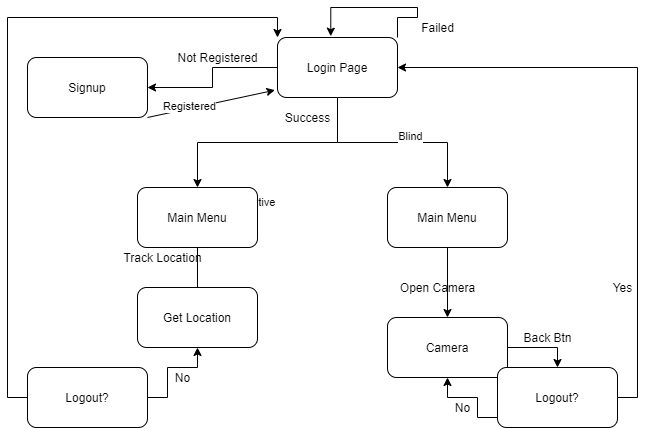 Failed
Not Registered
Login Page
Signup
Registered
Success
Blind
Main Menu
tive
Main Menu
Track Location
Open Camera
Yes
Get Location
Camera
Back Btn
No
Logout?
Logout?
No